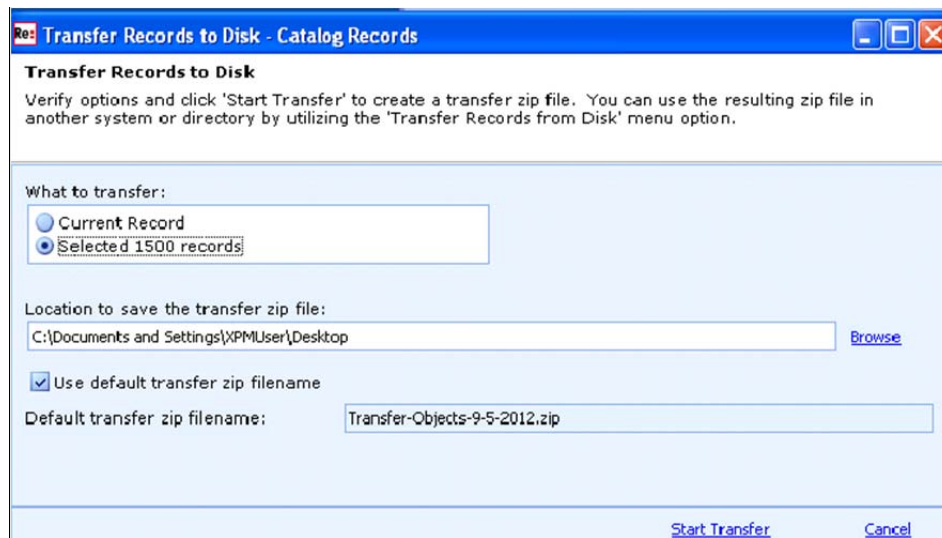 Re: Transfer Records to Disk - Catalog Records
Transfer Records to Disk
Verify options and click 'Start Transfer' to create a transfer zip file. You can use the resulting zip file in
another system or directory by utilizing the 'Transfer Records from Disk' menu option.
What to transfer:
Current Record
Selected 1500 records
Location to save the transfer zip file:
C:\Documents and Settings\XPMUser\Desktop Browse
Use default transfer zip filename
Default transfer zip filename: Transfer-Objects-9-5-2012.zip
Start Transfer Cancel